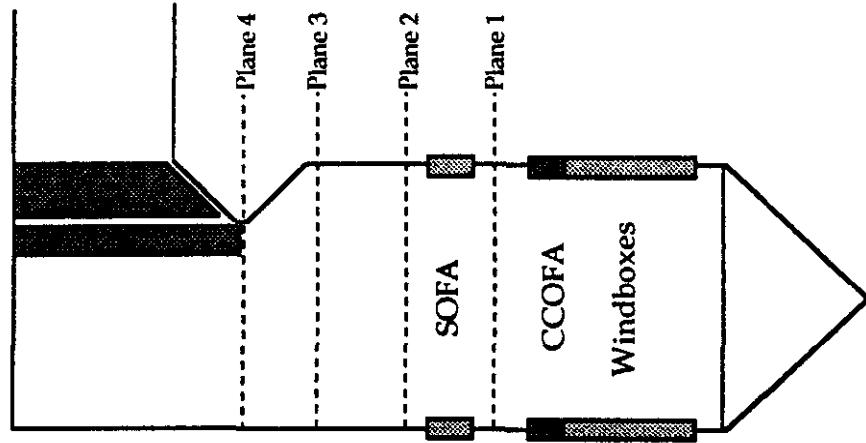 Plane 4
Plane 3
Plane 2
Plane 1
SOFA
CCOFA
Windboxes